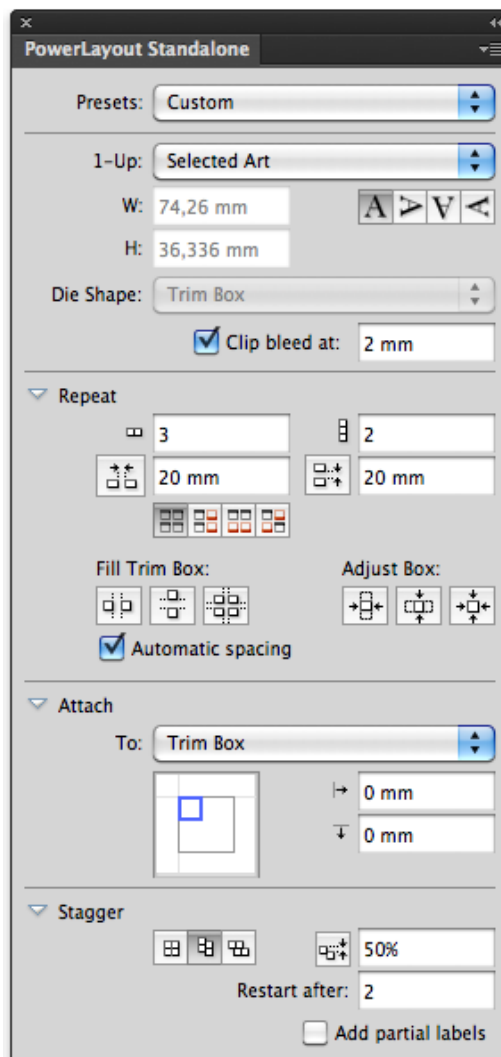 PowerLayout Standalone
Presets: Custom
1-Up: Selected Art
W: 74,26 mm
A A A A
H: 36,336 mm
Die Shape: Trim Box
Clip bleed at: 2 mm
Repeat
3 2
20 mm 20 mm
Fill Trim Box: Adjust Box:
Automatic spacing
Attach
To: Trim Box
0 mm
0 mm
Stagger
50%
Restart after: 2
Add partial labels